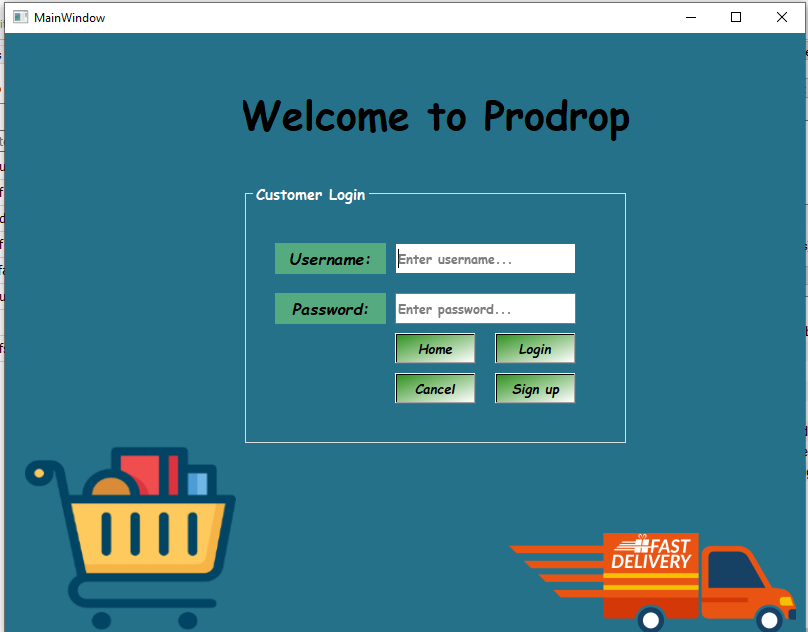 MainWindow
Welcome to Prodrop
Customer Login
Username:
Enter username...
Password:
Enter password...
Home
Login
Cancel
Sign up
FAST
DELIVERY